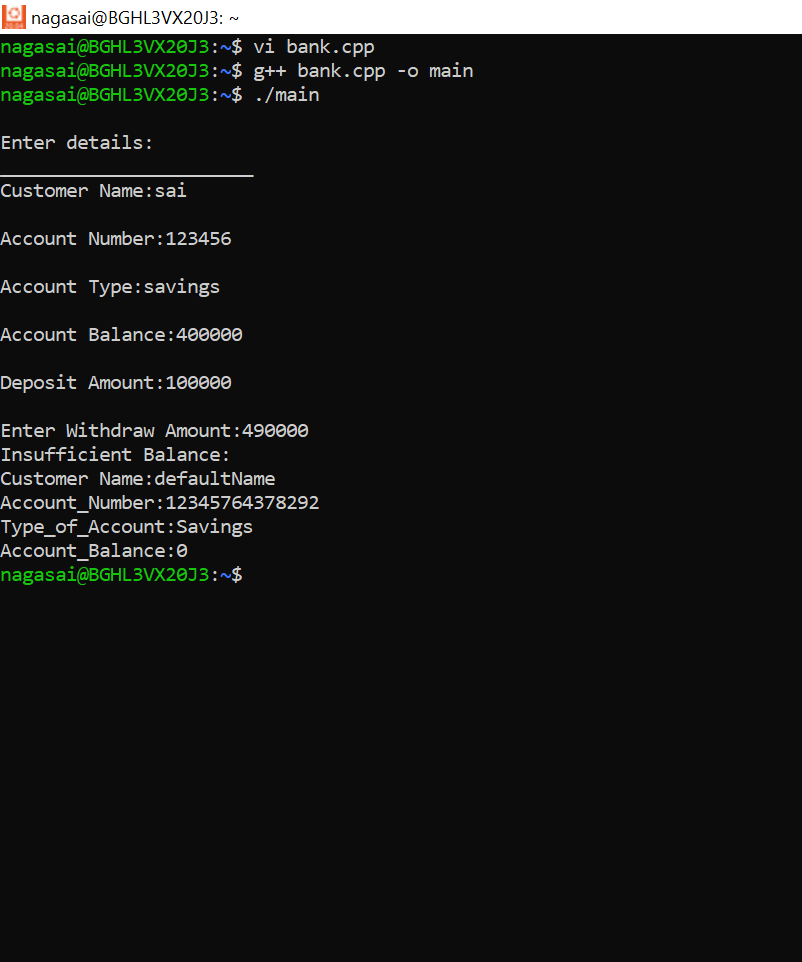 nagasai@BGHL3VX20J3: ~
nagasai@BGHL3VX20J3:~$ vi bank.cpp
nagasai@BGHL3VX20J3:~$ g++ bank.cpp -o main
nagasai@BGHL3VX20J3:~$ ./main
Enter details:
_______________________
Customer Name:sai
Account Number:123456
Account Type:savings
Account Balance:400000
Deposit Amount:100000
Enter Withdraw Amount:490000
Insufficient Balance:
Customer Name:defaultName
Account_Number:12345764378292
Type_of_Account:Savings
Account_Balance:0
nagasai@BGHL3VX20J3:~$